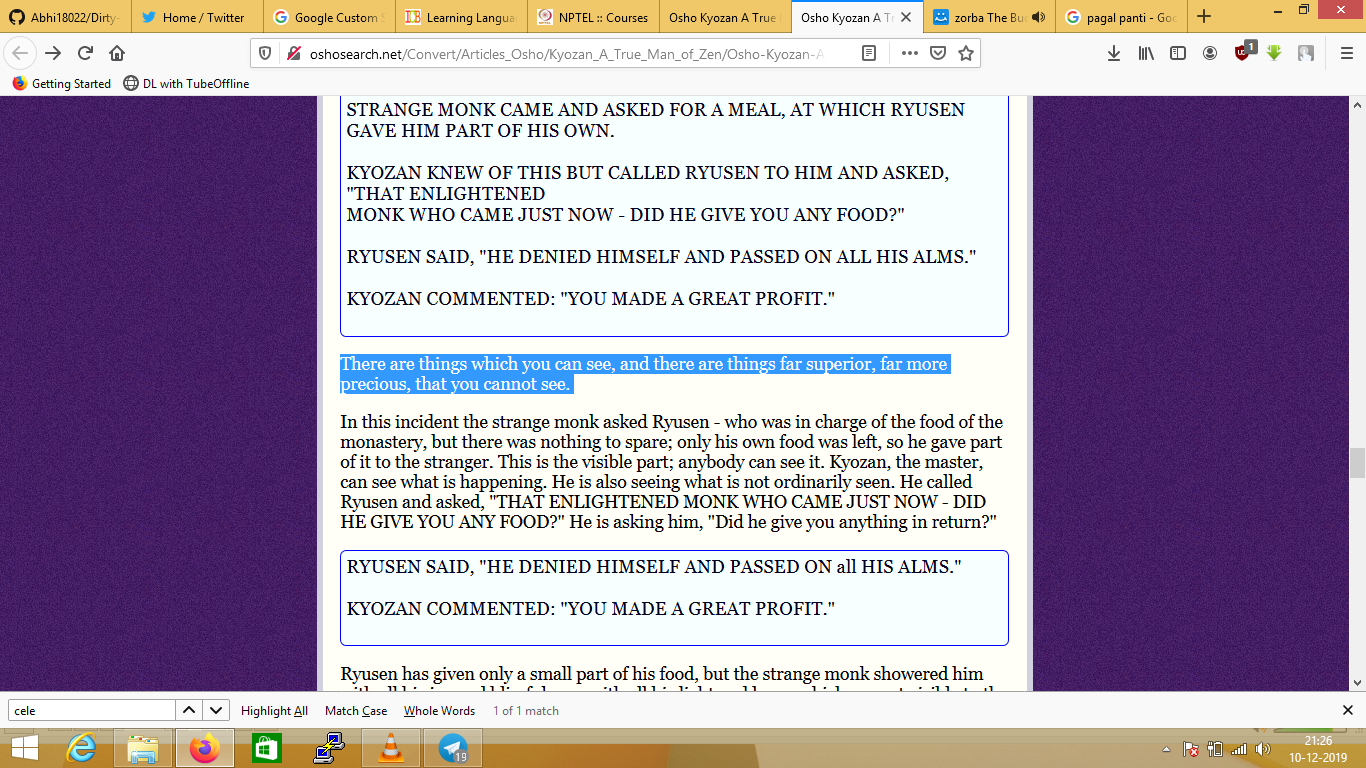 Abhi18022/Dirty-
Home / Twitter
Google Custom S
Learning Langua
NPTEL :: Courses
Osho Kyozan A True
Osho Kyozan A Tr
zorba The Bu
pagal panti - Goo
oshosearch.net/Convert/Articles_Osho/Kyozan_A_True_Man_of_Zen/Osho-Kyozan-A
1
Getting Started
DL with TubeOffline
STRANGE MONK CAME AND ASKED FOR A MEAL, AT WHICH RYUSEN
GAVE HIM PART OF HIS OWN.
KYOZAN KNEW OF THIS BUT CALLED RYUSEN TO HIM AND ASKED,
"THAT ENLIGHTENED
MONK WHO CAME JUST NOW - DID HE GIVE YOU ANY FOOD?"
RYUSEN SAID, "HE DENIED HIMSELF AND PASSED ON ALL HIS ALMS."
KYOZAN COMMENTED: "YOU MADE A GREAT PROFIT."
There are things which you can see, and there are things far superior, far more
precious, that you cannot see.
In this incident the strange monk asked Ryusen - who was in charge of the food of the
monastery, but there was nothing to spare; only his own food was left, so he gave part
of it to the stranger. This is the visible part; anybody can see it. Kyozan, the master,
can see what is happening. He is also seeing what is not ordinarily seen. He called
Ryusen and asked, "THAT ENLIGHTENED MONK WHO CAME JUST NOW - DID
HE GIVE YOU ANY FOOD?" He is asking him, "Did he give you anything in return?"
RYUSEN SAID, "HE DENIED HIMSELF AND PASSED ON all HIS ALMS."
KYOZAN COMMENTED: "YOU MADE A GREAT PROFIT."
Ryusen has given only a small part of his food, but the strange monk showered him
cele
Highlight All
Match Case
Whole Words
1 of 1 match
19
21:26
10-12-2019